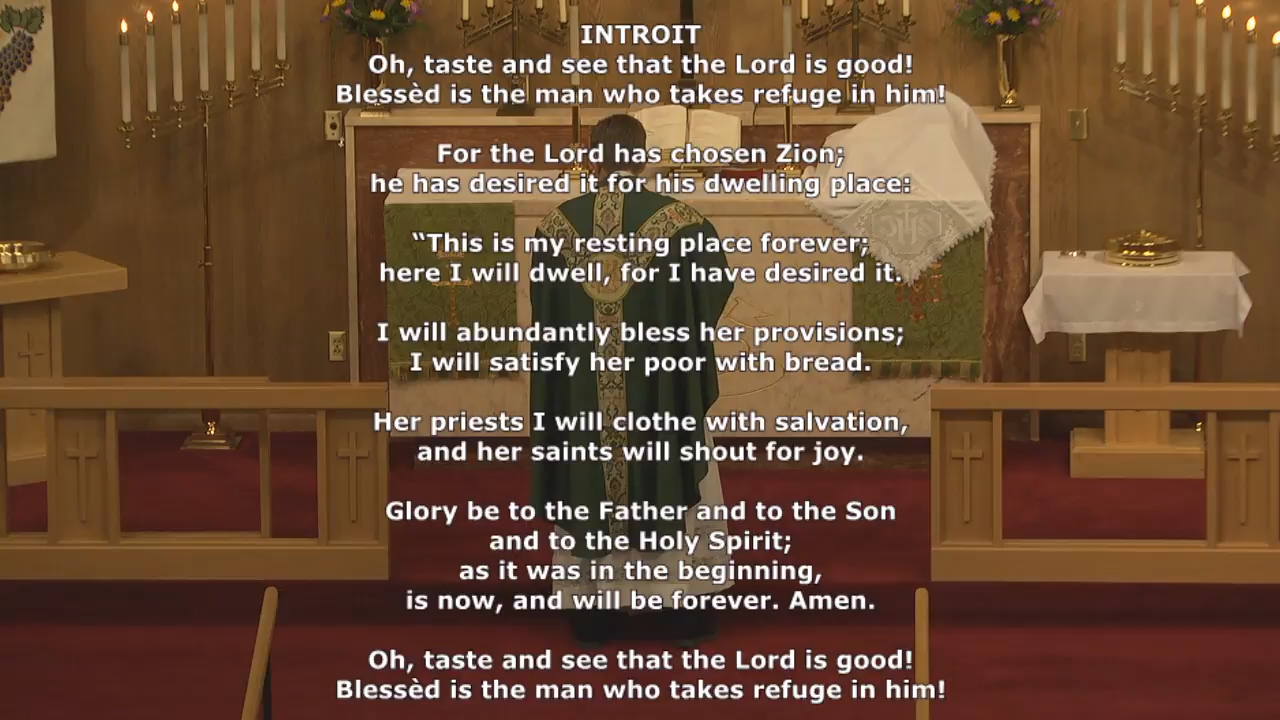 INTROIT
Oh, taste and see that the Lord is good!
Blessèd is the man who takes refuge in him!
For the Lord has chosen Zion;
he has desired it for his dwelling place:
“This is my resting place forever;
here I will dwell, for I have desired it.
I will abundantly bless her provisions;
I will satisfy her poor with bread.
Her priests I will clothe with salvation,
and her saints will shout for joy.
Glory be to the Father and to the Son
and to the Holy Spirit;
as it was in the beginning,
is now, and will be forever. Amen.
Oh, taste and see that the Lord is good!
Blessèd is the man who takes refuge in him!